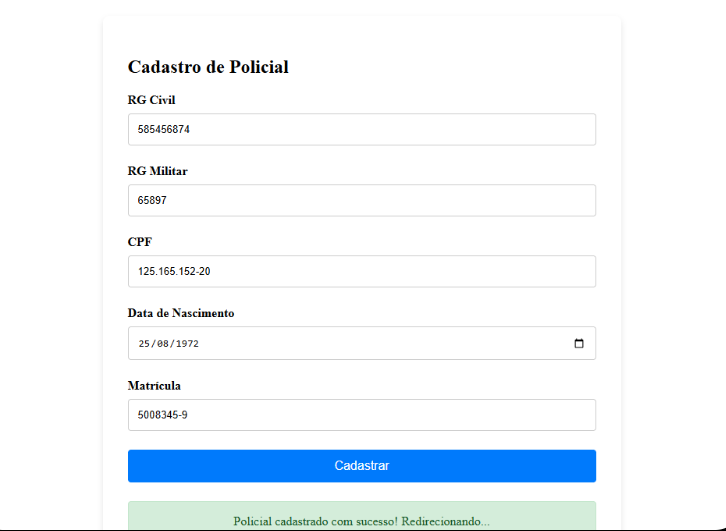 Cadastro de Policial
RG Civil
585456874
RG Militar
65897
CPF
125.165.152-20
Data de Nascimento
25/08/1972
Matrícula
5008345-9
Cadastrar
Policial cadastrado com sucesso! Redirecionando...